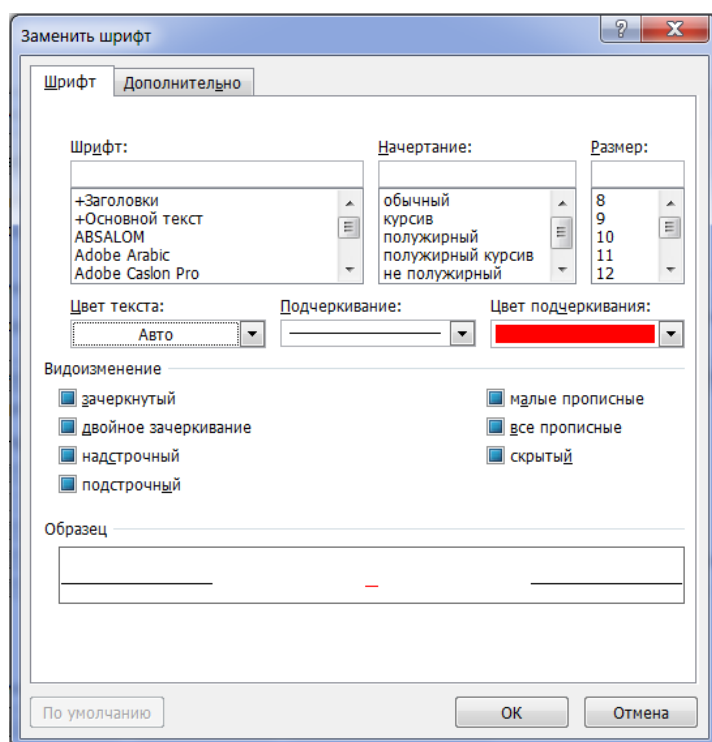 Заменить шрифт
Шрифт Дополнительно
Шрифт: Начертание: Размер:
+Заголовки обычный 8
+Основной текст курсив 9
ABSALOM полужирный 10
Adobe Arabic полужирный курсив 11
Adobe Caslon Pro не полужирный 12
Цвет текста: Подчеркивание: Цвет подчеркивания:
Авто
Видоизменение
зачеркнутый малые прописные
двойное зачеркивание все прописные
надстрочный скрытый
подстрочный
Образец
По умолчанию ОК Отмена